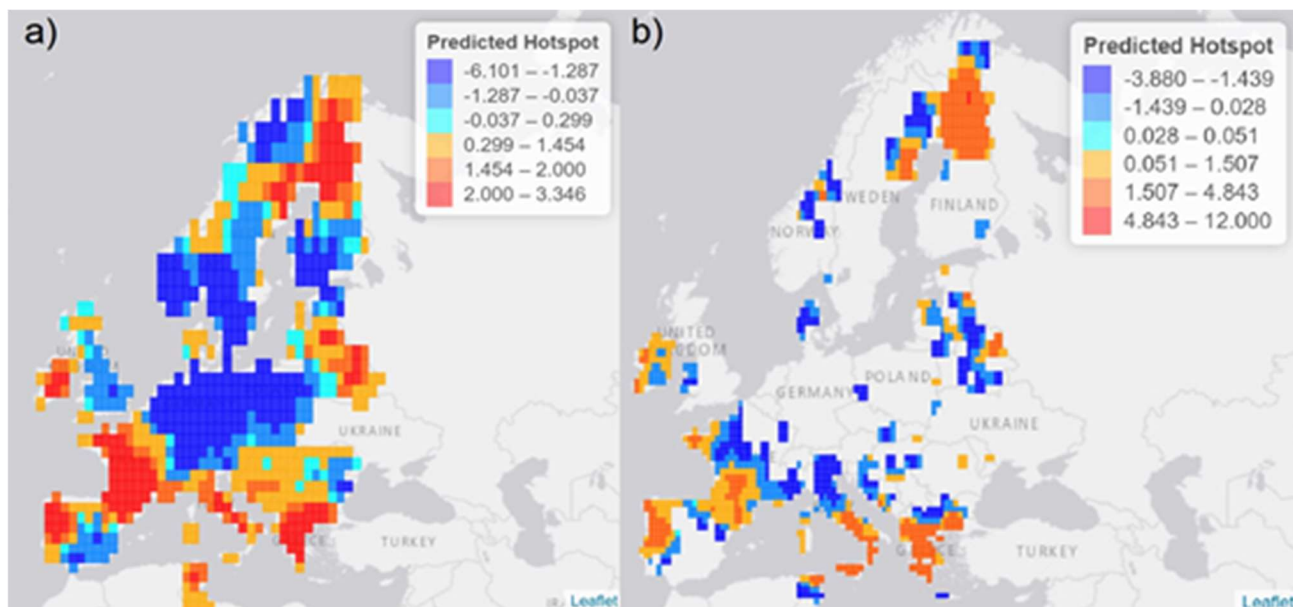 a)
Predicted Hotspot
-6.101 – -1.287
-1.287 – -0.037
-0.037 – 0.299
0.299 – 1.454
1.454 – 2.000
2.000 – 3.346
UKRAINE
TURKEY
Leaflet
b)
Predicted Hotspot
-3.880 – -1.439
-1.439 – 0.028
0.028 – 0.051
0.051 – 1.507
1.507 – 4.843
4.843 – 12.000
WEDEN
FINLAND
NORWAY
UNITED
GERMANY
POLAND
UKRAINE
TURKEY
Leaflet